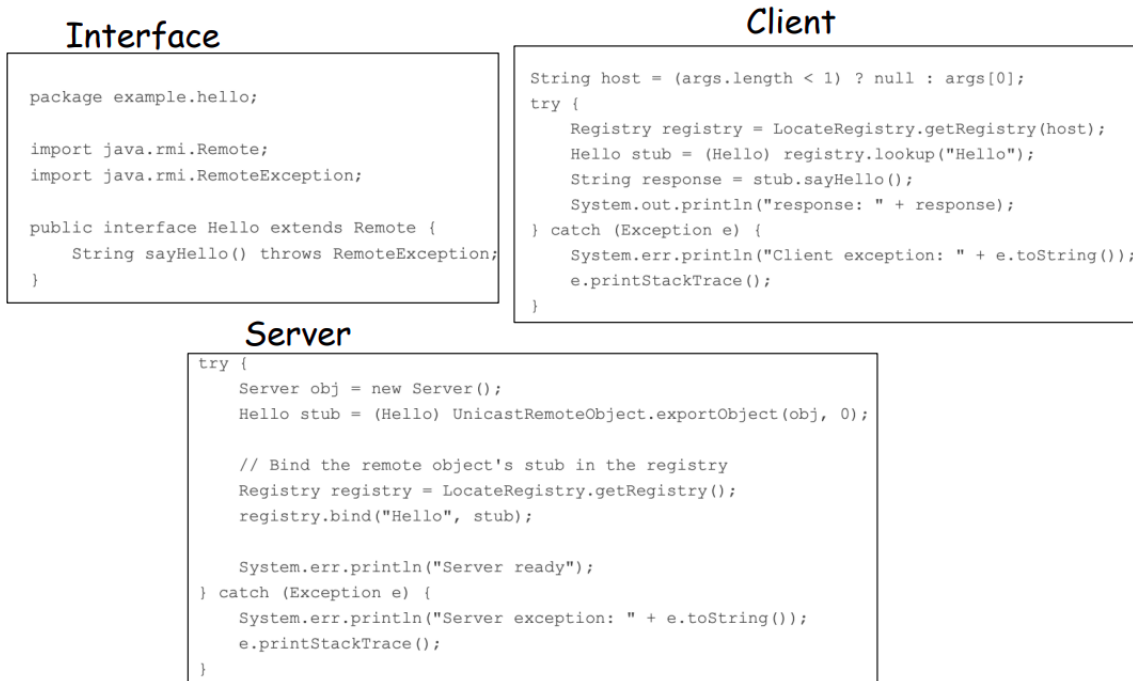 Interface
package example.hello;
import java.rmi.Remote;
import java.rmi.RemoteException;
public interface Hello extends Remote {
    String sayHello() throws RemoteException;
}
Client
String host = (args.length < 1) ? null : args[0];
try {
    Registry registry = LocateRegistry.getRegistry(host);
    Hello stub = (Hello) registry.lookup("Hello");
    String response = stub.sayHello();
    System.out.println("response: " + response);
} catch (Exception e) {
    System.err.println("Client exception: " + e.toString());
    e.printStackTrace();
}
Server
try {
    Server obj = new Server();
    Hello stub = (Hello) UnicastRemoteObject.exportObject(obj, 0);
    // Bind the remote object's stub in the registry
    Registry registry = LocateRegistry.getRegistry();
    registry.bind("Hello", stub);
    System.err.println("Server ready");
} catch (Exception e) {
    System.err.println("Server exception: " + e.toString());
    e.printStackTrace();
}